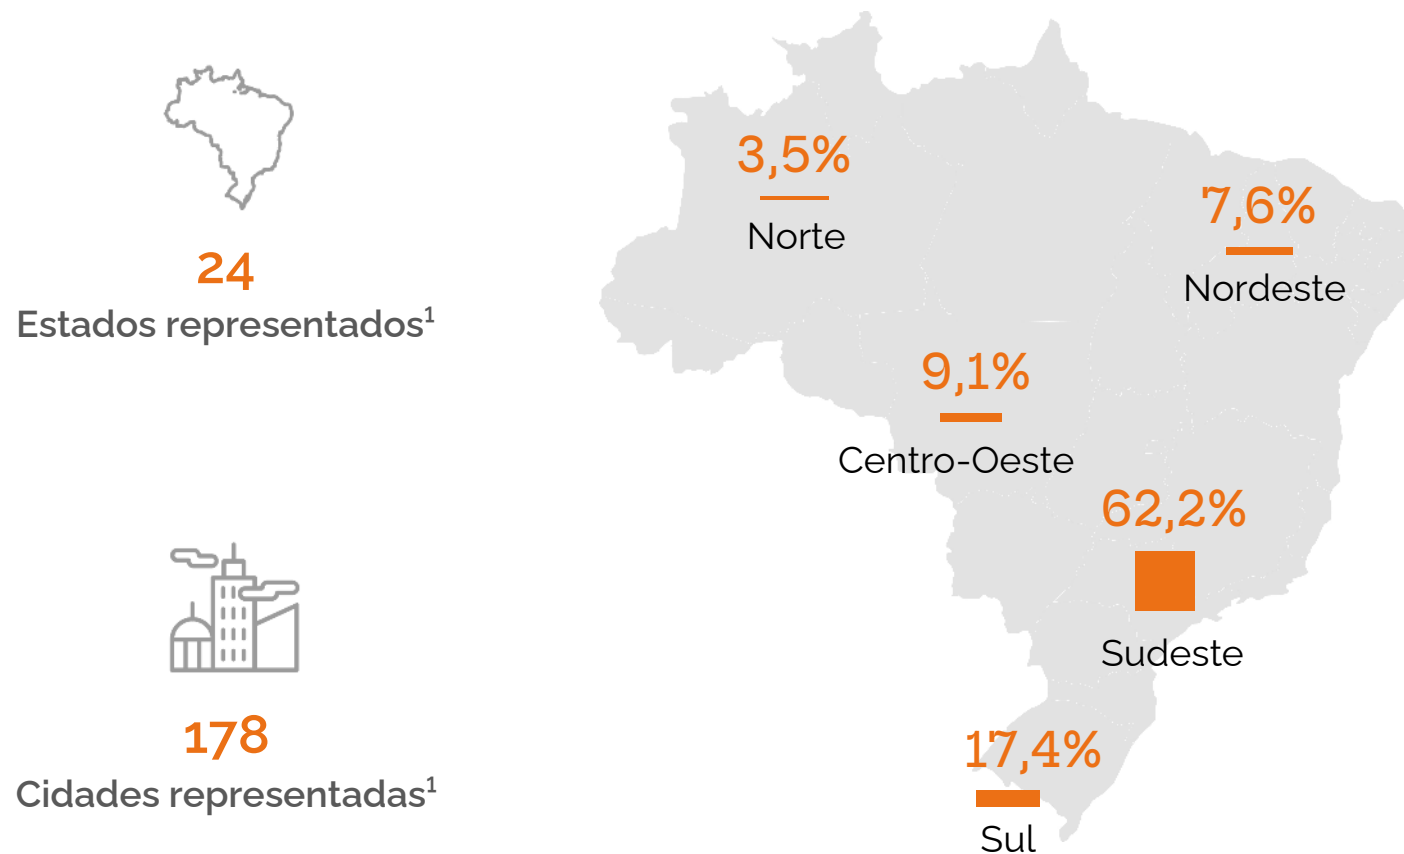 24
Estados representados¹
178
Cidades representadas¹
3,5%
Norte
7,6%
Nordeste
9,1%
Centro-Oeste
62,2%
Sudeste
17,4%
Sul